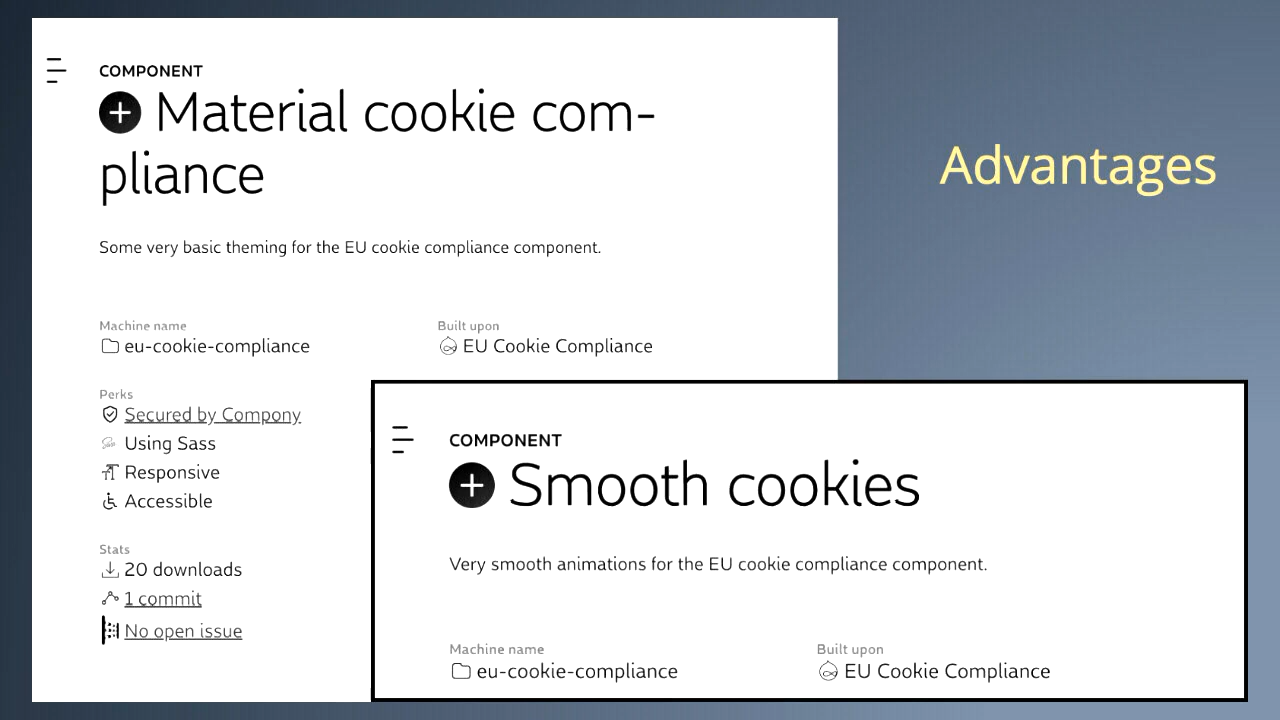 COMPONENT
Material cookie com-
pliance
Some very basic theming for the EU cookie compliance component.
Machine name
eu-cookie-compliance
Built upon
EU Cookie Compliance
Perks
Secured by Compony
Using Sass
Responsive
Accessible
Stats
20 downloads
1 commit
No open issue
Advantages
COMPONENT
Smooth cookies
Very smooth animations for the EU cookie compliance component.
Machine name
eu-cookie-compliance
Built upon
EU Cookie Compliance